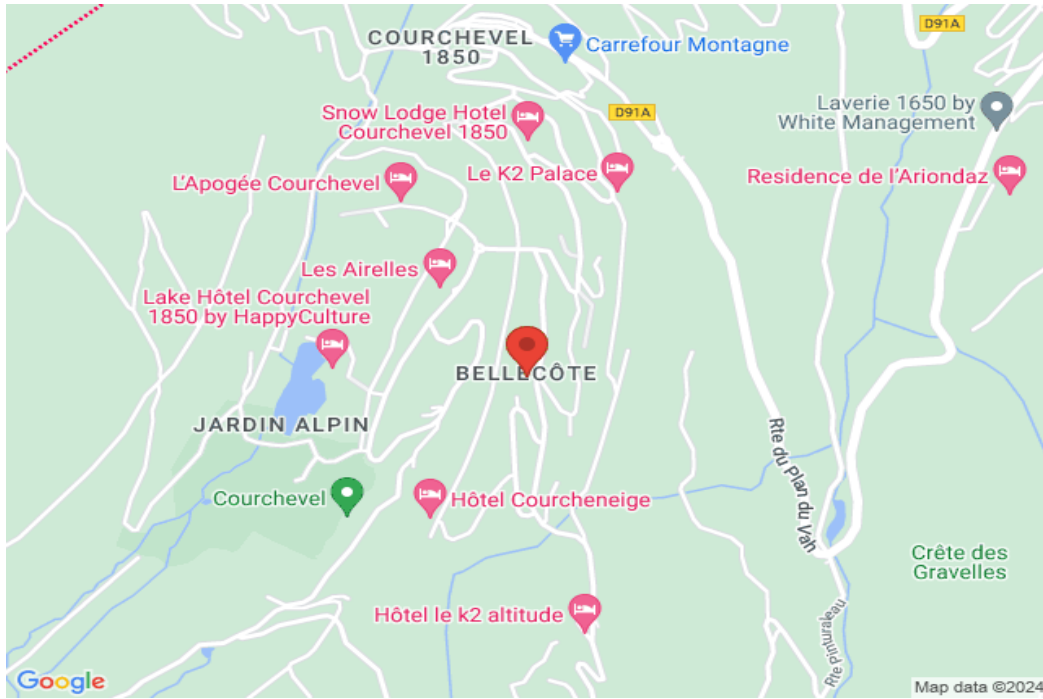 COURCHEVEL
1850
Carrefour Montagne
D91A
D91A
Snow Lodge Hotel
Courchevel 1850
Laverie 1650 by
White Management
L'Apogée Courchevel
Le K2 Palace
Residence de l'Ariondaz
Les Airelles
Lake Hôtel Courchevel
1850 by HappyCulture
BELLECÔTE
JARDIN ALPIN
Rte du Plan du Vah
Courchevel
Hôtel Courcheneige
Crête des
Gravelles
Hôtel le k2 altitude
Rte Pinturaleau
Google
Map data ©2024